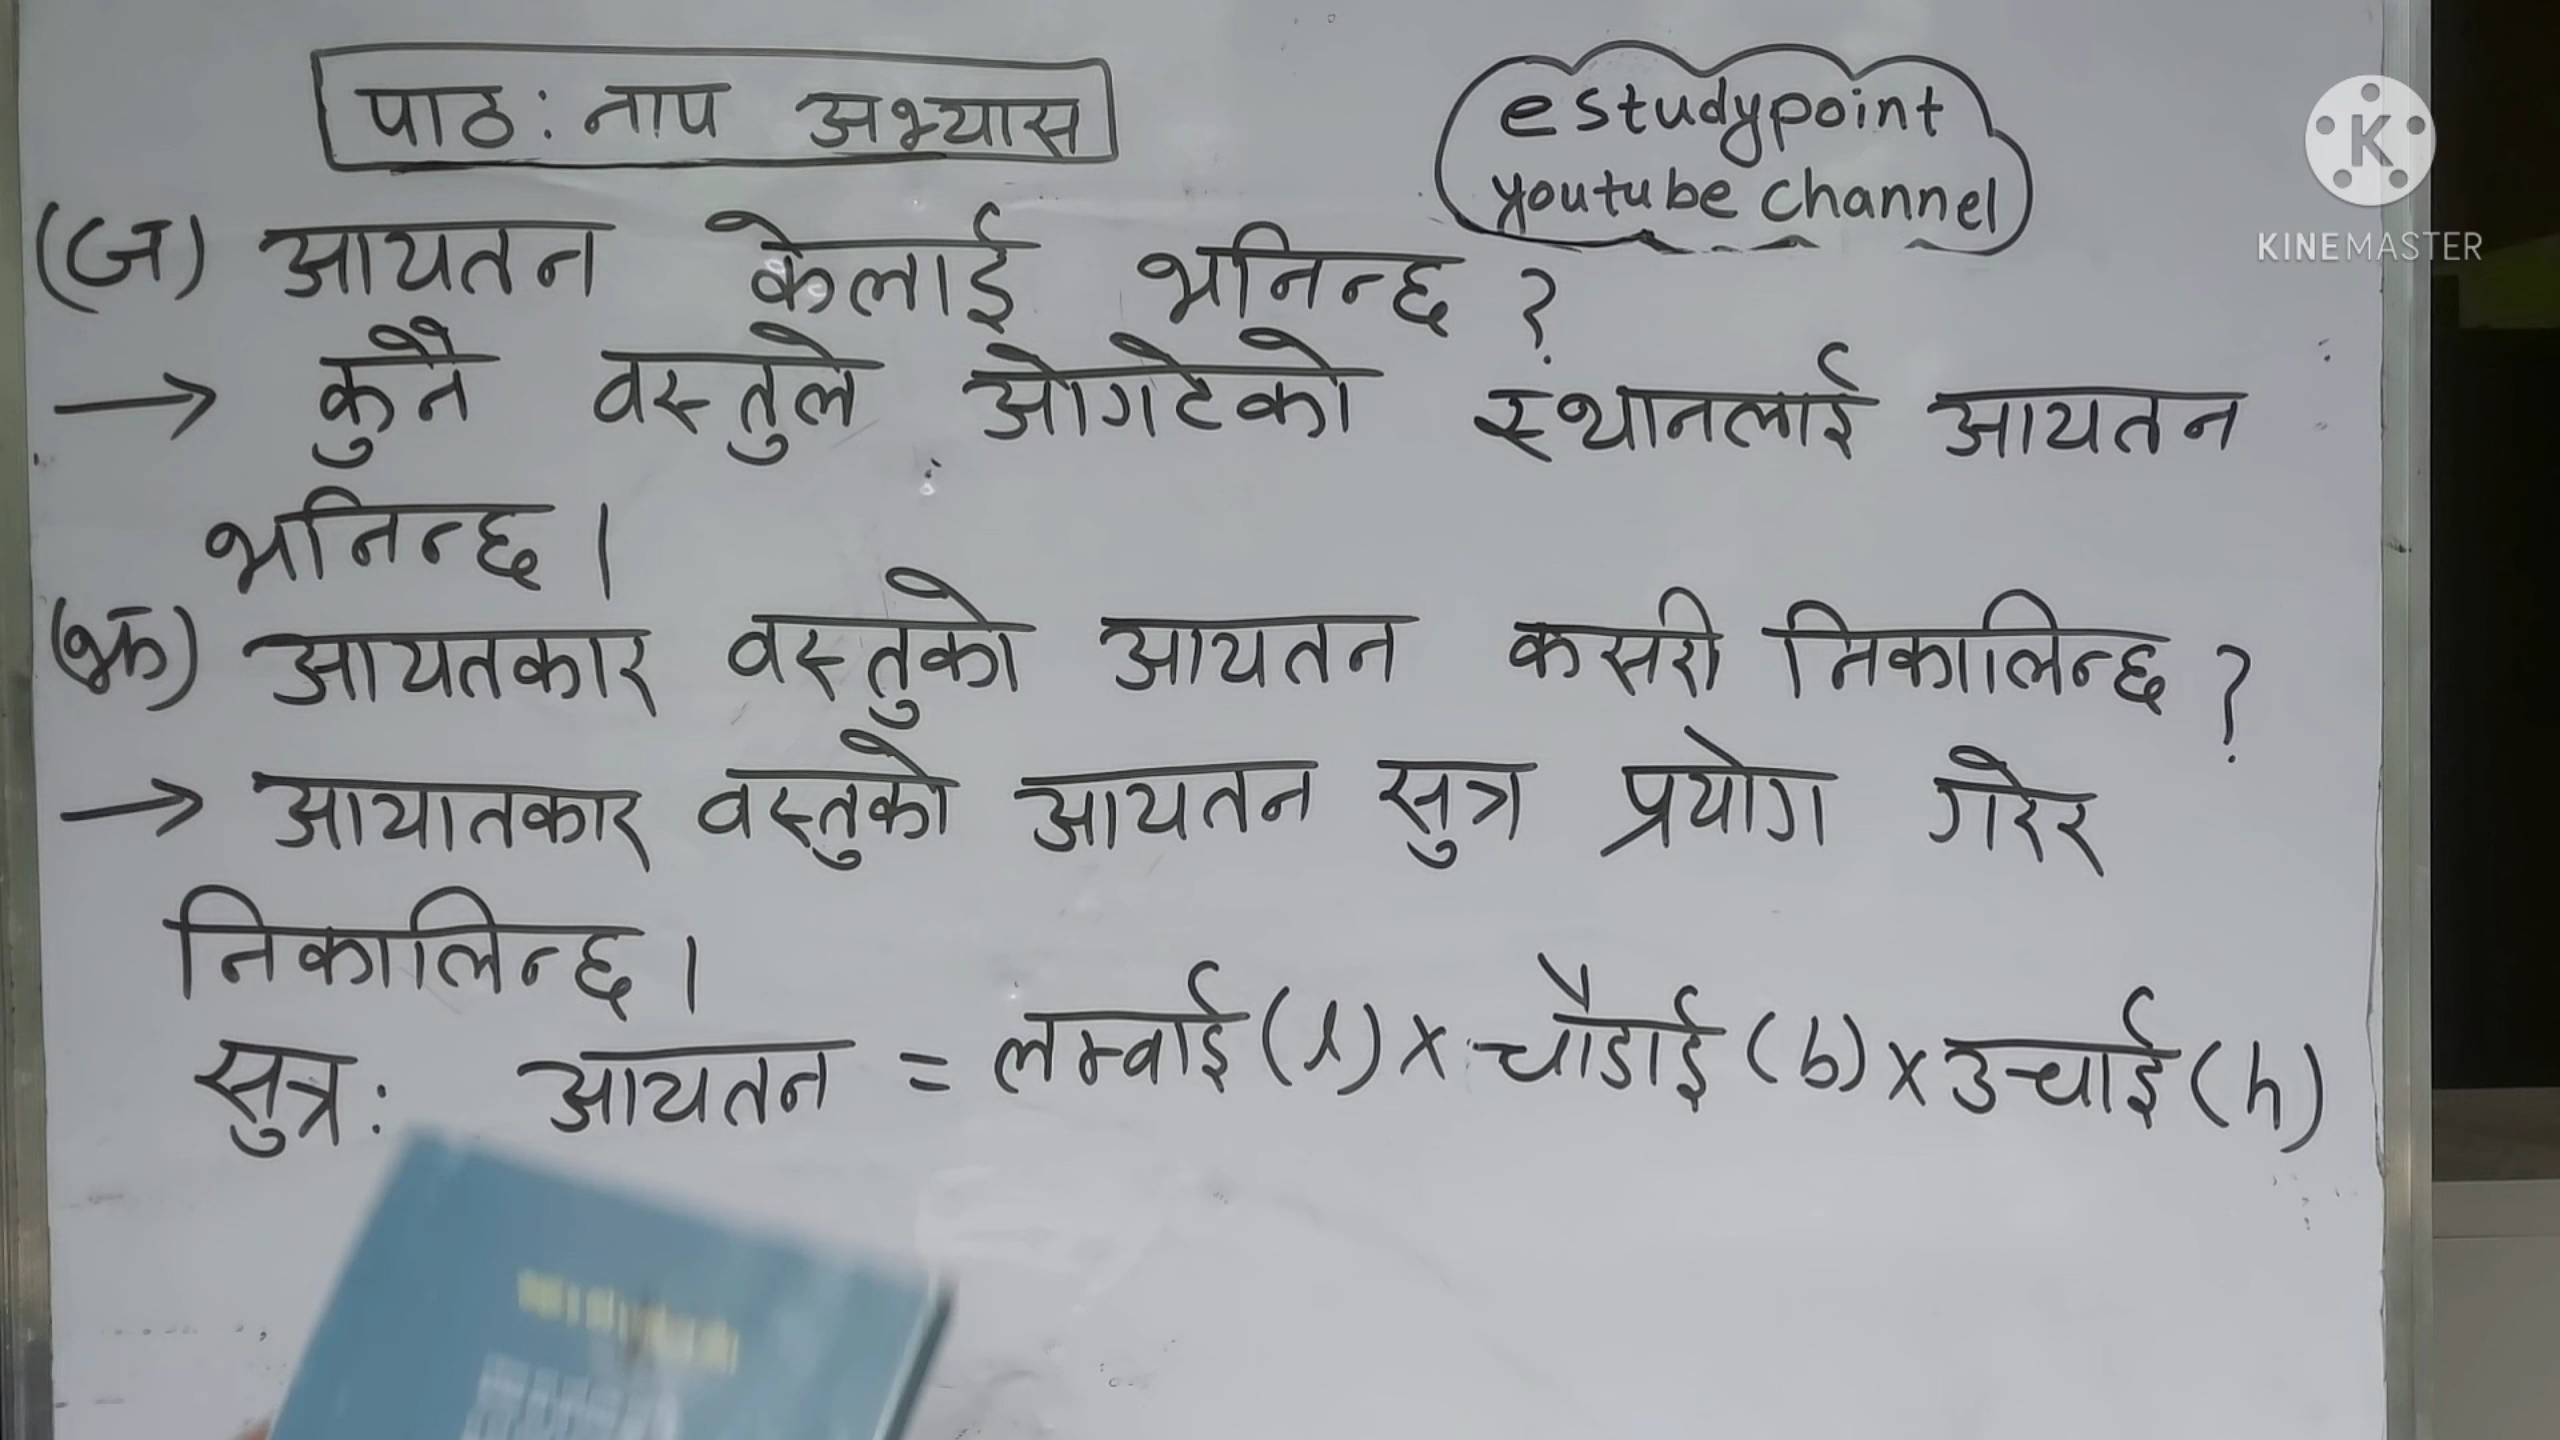 पाठ: नाप अभ्यास
estudypoint
youtube channel
K
KINEMASTER
(ज) आयतन केलाई भनिन्छ ?
→ कुनै वस्तुले ओगटेको स्थानलाई आयतन
भनिन्छ ।
(झ) आयतकार वस्तुको आयतन कसरी निकालिन्छ ?
→ आयातकार वस्तुको आयतन सुत्र प्रयोग गरेर
निकालिन्छ ।
सुत्र: आयतन = लम्वाई (l) x चौडाई (b) x उचाई (h)